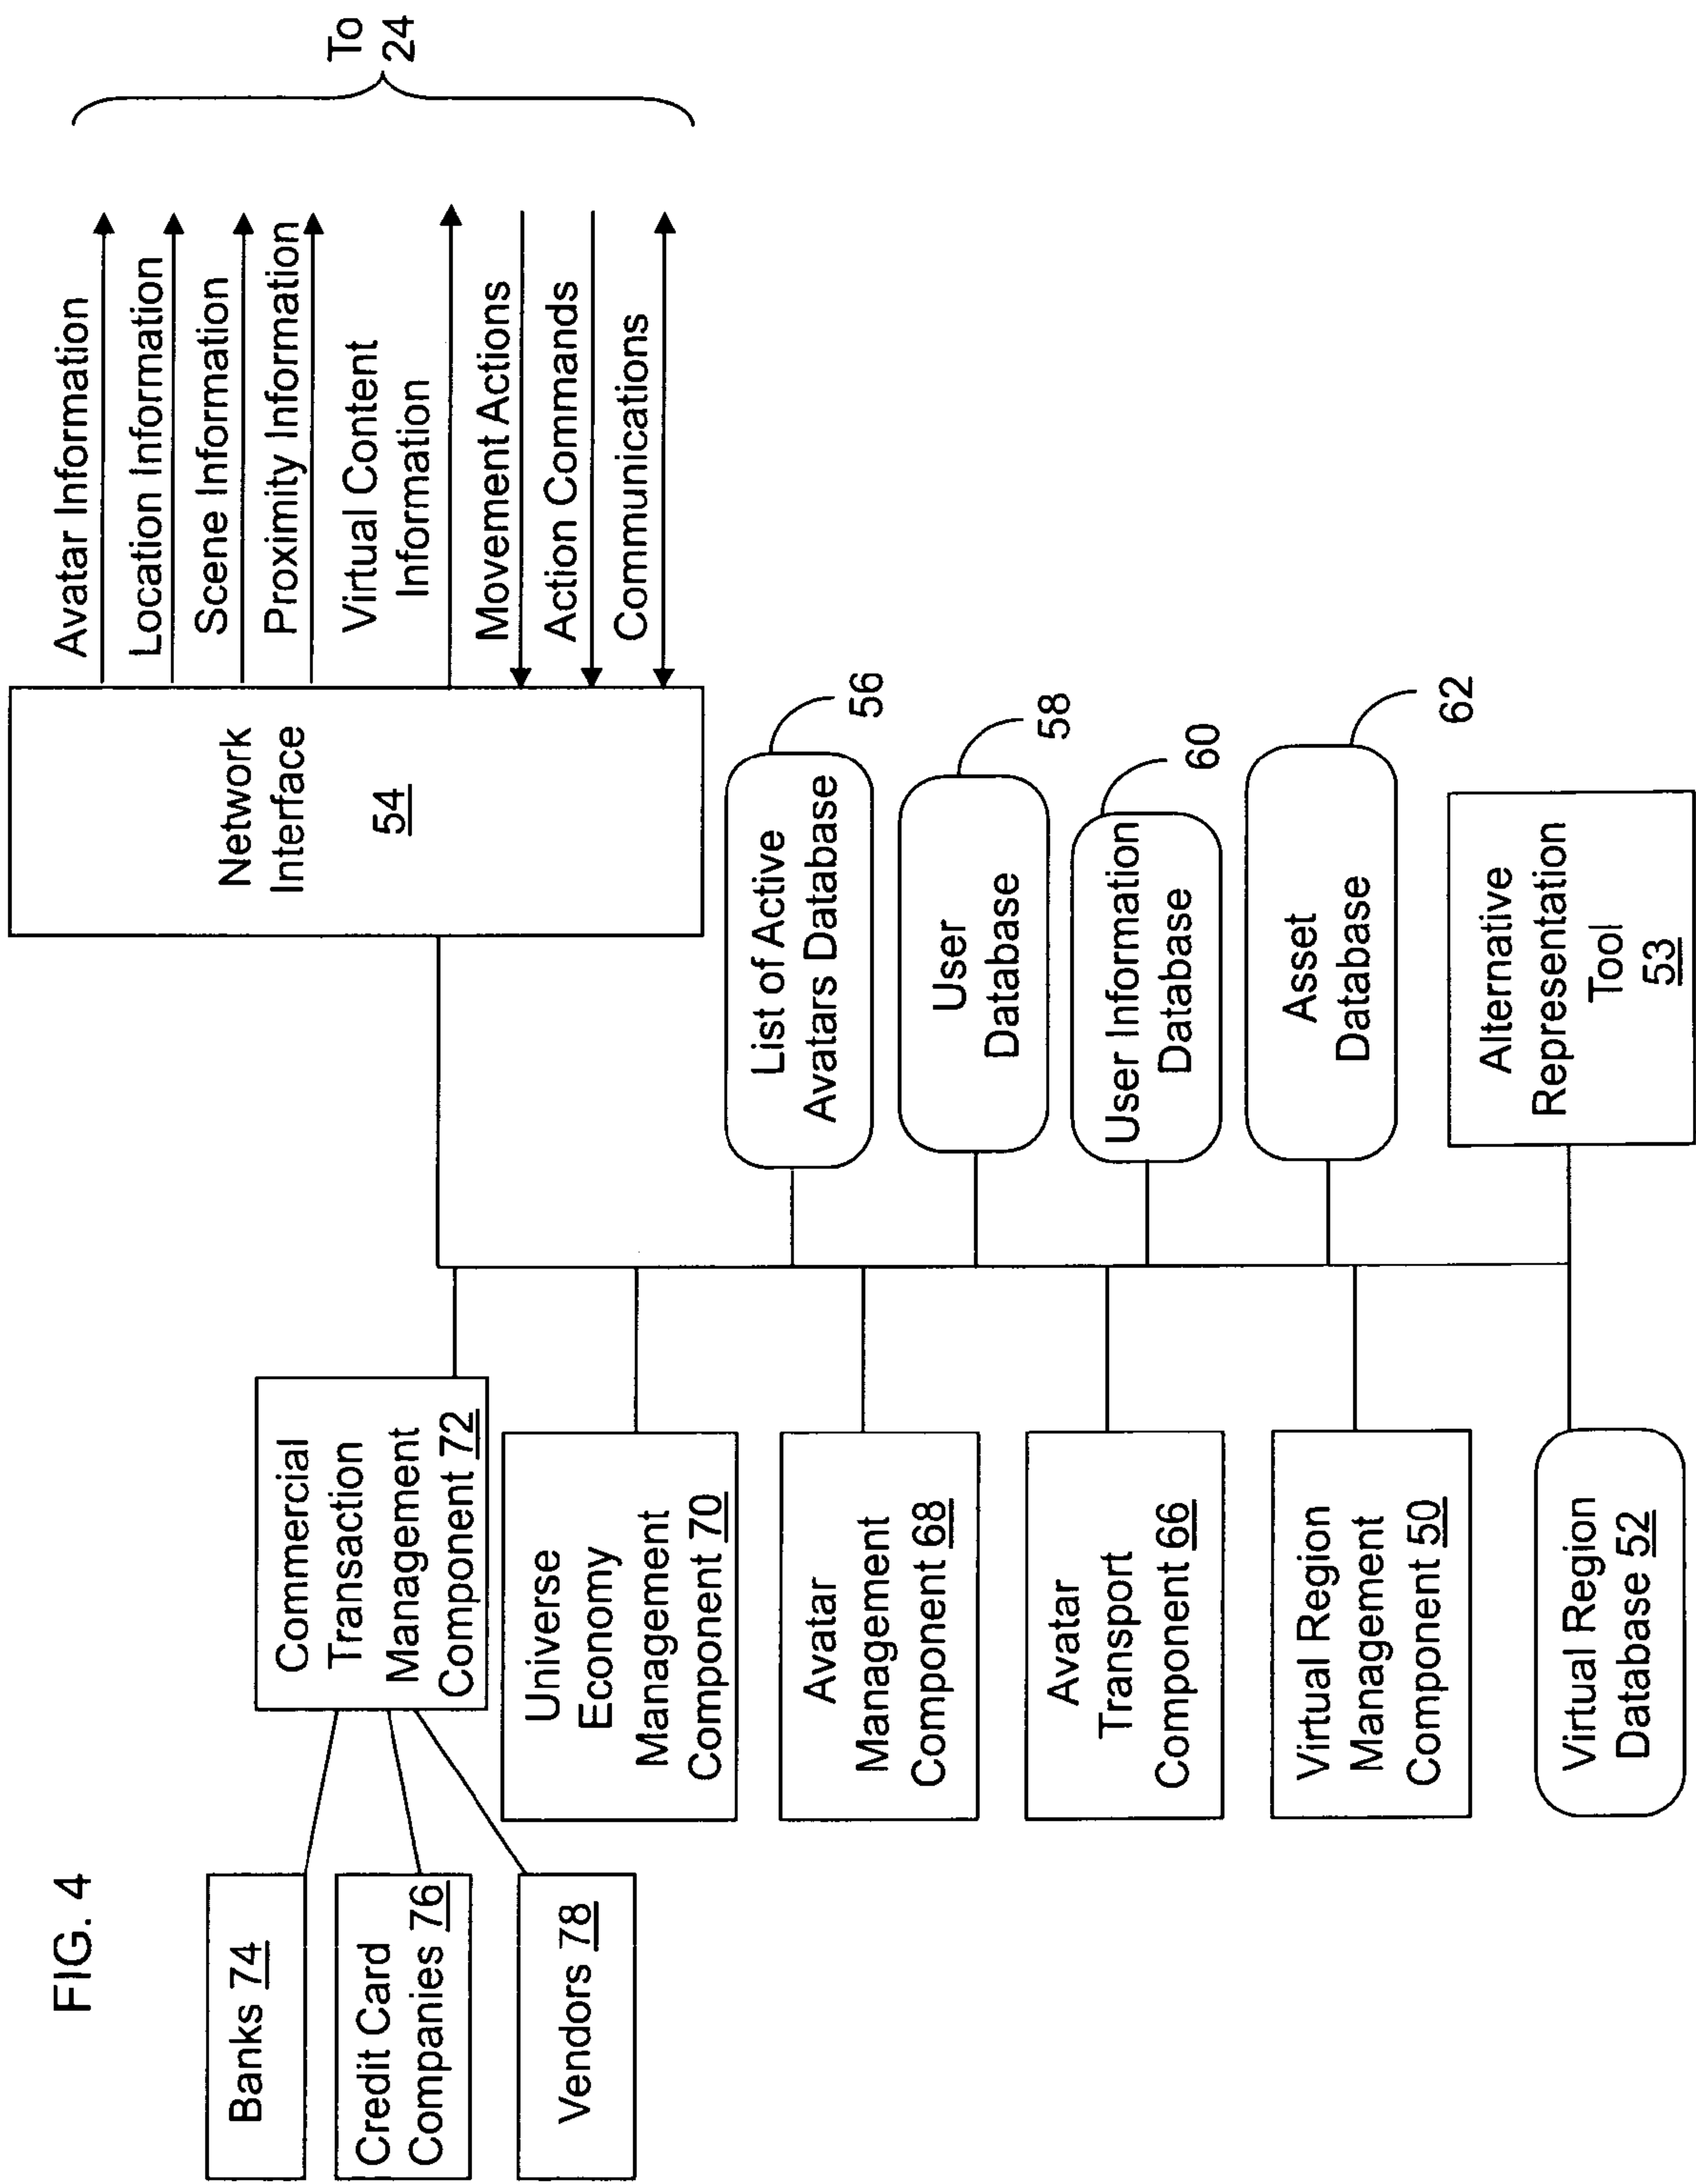 FIG. 4
Banks 74
Credit Card
Companies 76
Vendors 78
Commercial
Transaction
Management
Component 72
Universe
Economy
Management
Component 70
Avatar
Management
Component 68
Avatar
Transport
Component 66
Virtual Region
Management
Component 50
Virtual Region
Database 52
Network
Interface
54
List of Active
Avatars Database
56
User
Database
58
User Information
Database
60
Asset
Database
62
Alternative
Representation
Tool
53
Avatar Information
Location Information
Scene Information
Proximity Information
Virtual Content
Information
Movement Actions
Action Commands
Communications
To
24